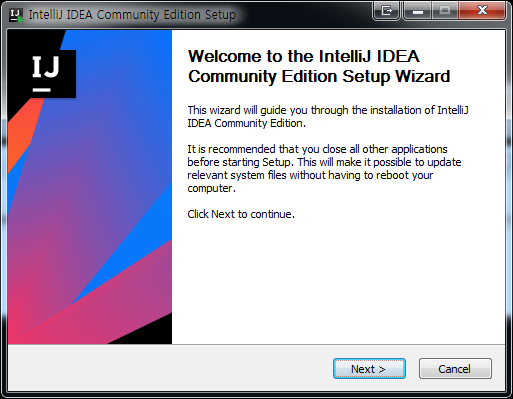 IntelliJ IDEA Community Edition Setup
IJ
Welcome to the IntelliJ IDEA
Community Edition Setup Wizard
This wizard will guide you through the installation of IntelliJ
IDEA Community Edition.
It is recommended that you close all other applications
before starting Setup. This will make it possible to update
relevant system files without having to reboot your
computer.
Click Next to continue.
Next >
Cancel